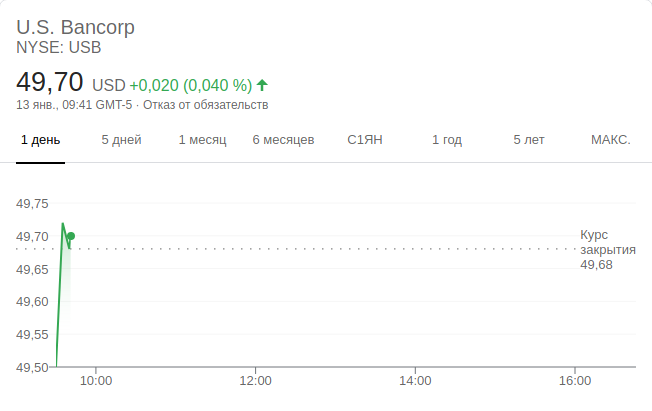 U.S. Bancorp
NYSE: USB
49,70 USD +0,020 (0,040 %)
13 янв., 09:41 GMT-5 · Отказ от обязательств
1 день 5 дней 1 месяц 6 месяцев С1ЯН 1 год 5 лет МАКС.
49,75
49,70
49,65
49,60
49,55
49,50
Курс
закрытия
49,68
10:00 12:00 14:00 16:00